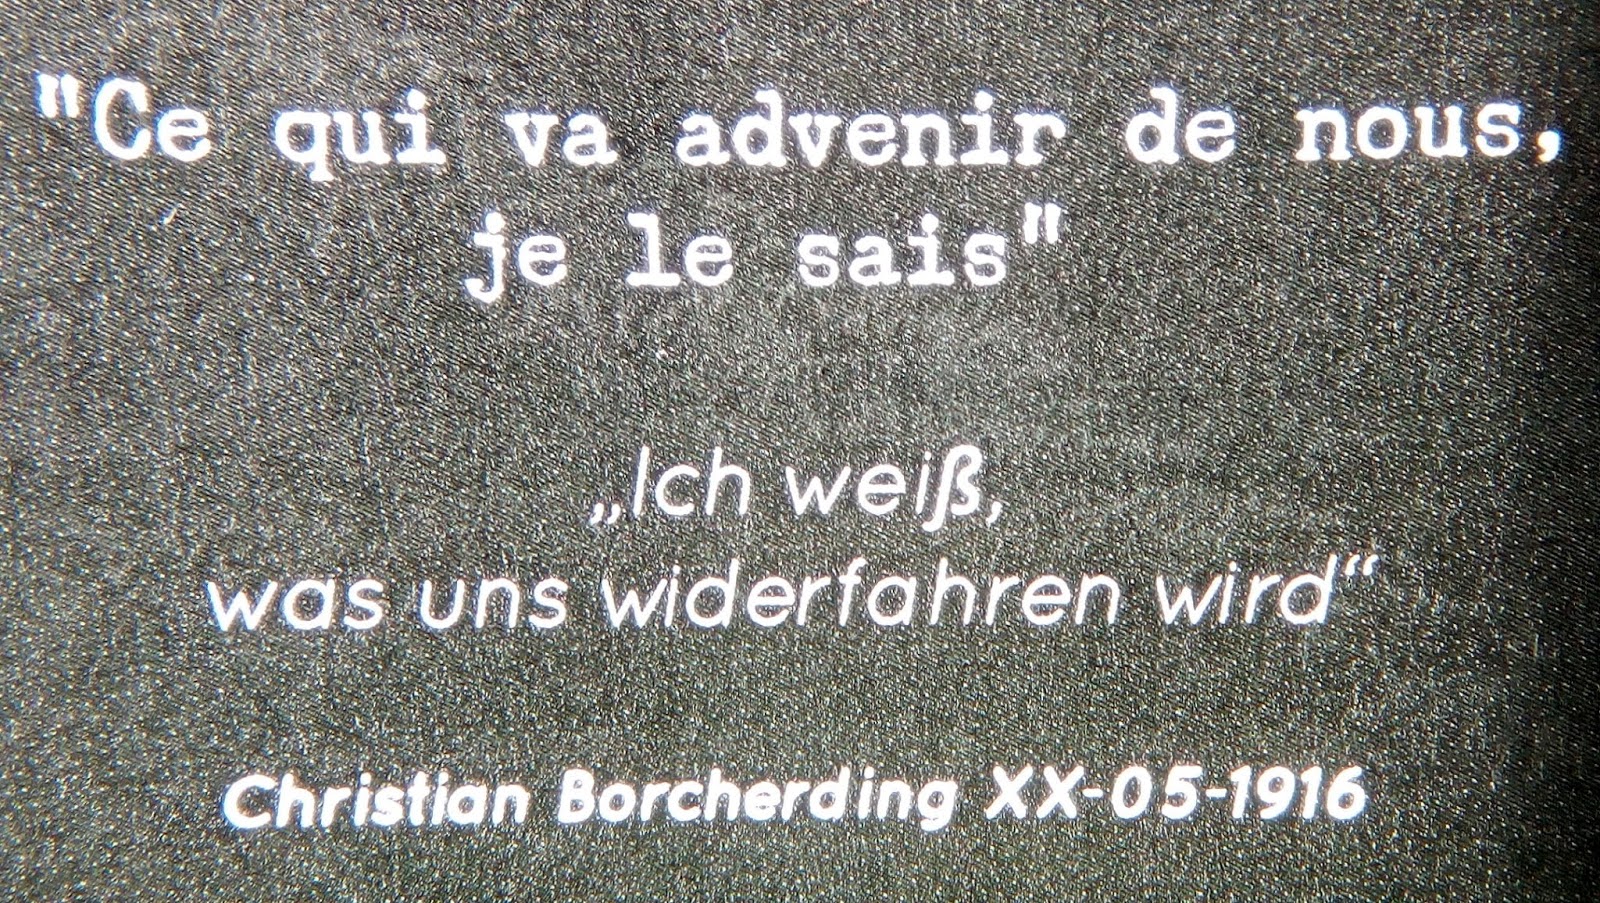 "Ce qui va advenir de nous,
je le sais"
„Ich weiß,
was uns widerfahren wird“
Christian Borcherding XX-05-1916